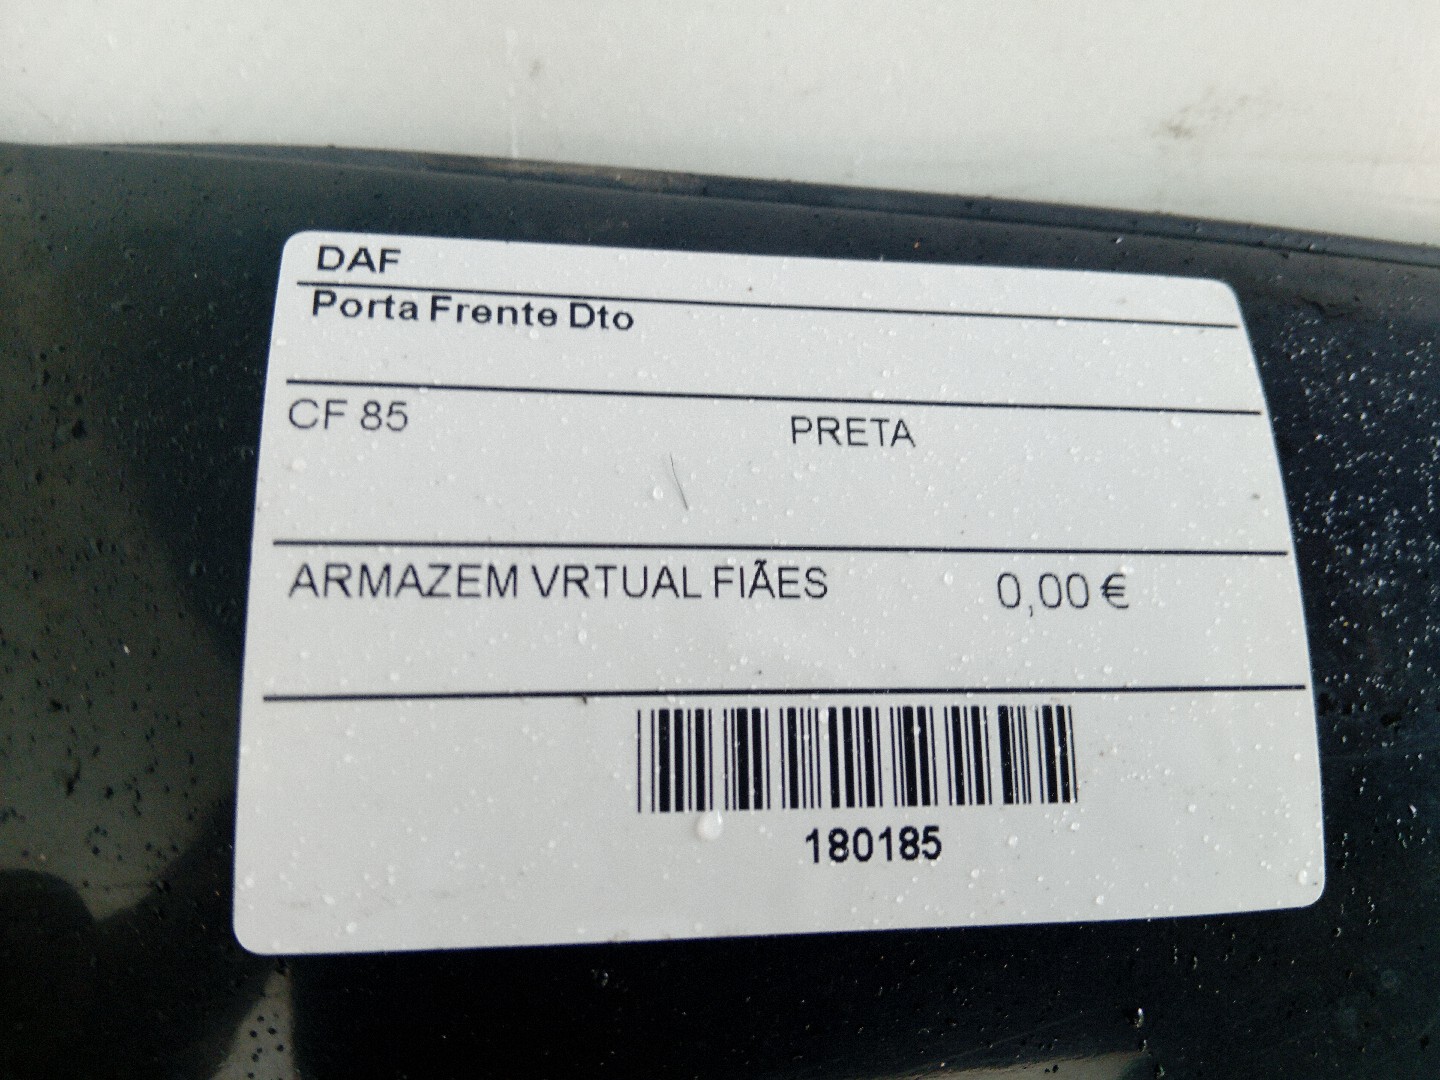 DAF
Porta Frente Dto
CF 85 PRETA
ARMAZEM VRTUAL FIÃES 0,00 €
180185